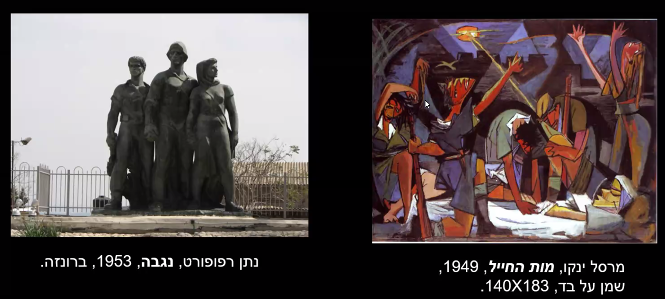 מרסל ינקו, מות החייל, 1949,
שמן על בד, 140X183.
נתן רפופורט, נגבה, 1953, ברונזה.